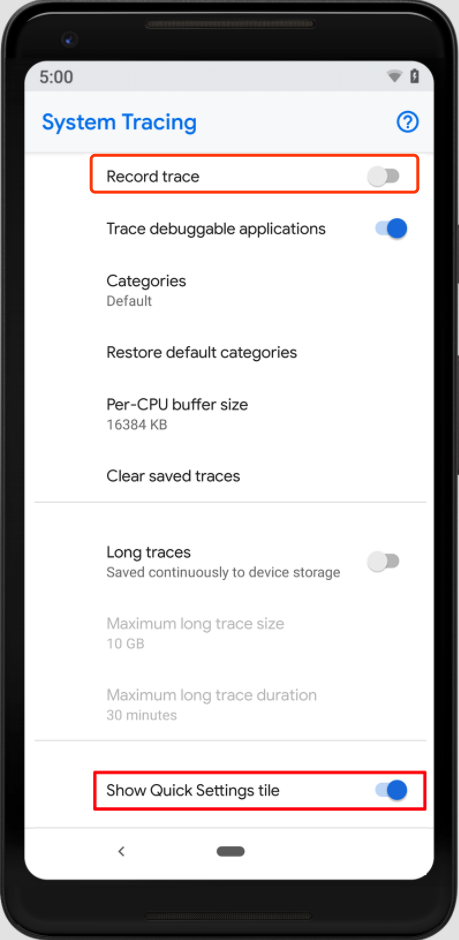 5:00
System Tracing
Record trace
Trace debuggable applications
Categories
Default
Restore default categories
Per-CPU buffer size
16384 KB
Clear saved traces
Long traces
Saved continuously to device storage
Maximum long trace size
10 GB
Maximum long trace duration
30 minutes
Show Quick Settings tile